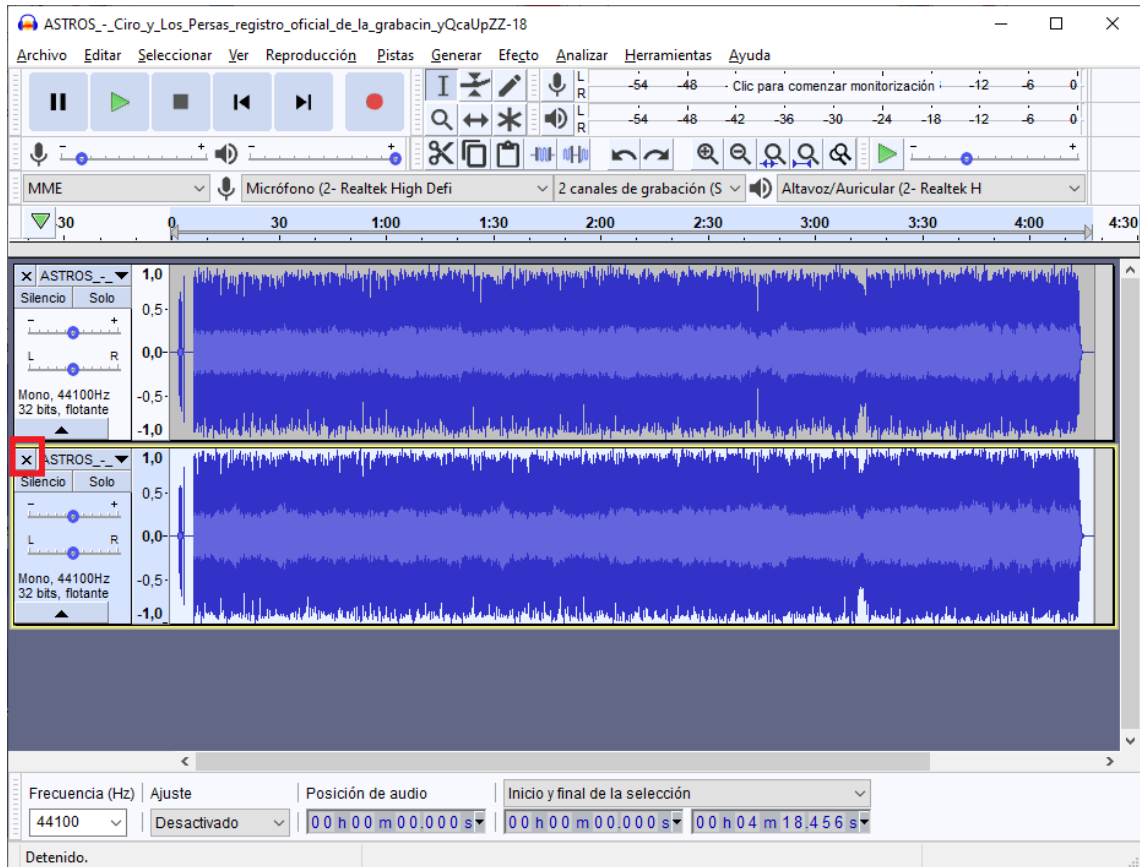 ASTROS_-_Ciro_y_Los_Persas_registro_oficial_de_la_grabacin_yQcaUpZZ-18
Archivo Editar Seleccionar Ver Reproducción Pistas Generar Efecto Analizar Herramientas Ayuda
L
R
-54 -48 - Clic para comenzar monitorización -12 -6 0
L
R
-54 -48 -42 -36 -30 -24 -18 -12 -6 0
- +
- +
- +
MME Micrófono (2- Realtek High Defi 2 canales de grabación (S Altavoz/Auricular (2- Realtek H
30 0 30 1:00 1:30 2:00 2:30 3:00 3:30 4:00 4:30
X ASTROS_-_ 1,0
Silencio Solo
0,5
- +
L R 0,0
Mono, 44100Hz
32 bits, flotante
-0,5
-1,0
X ASTROS_-_ 1,0
Silencio Solo
0,5
- +
L R 0,0
Mono, 44100Hz
32 bits, flotante
-0,5
-1,0
Frecuencia (Hz) Ajuste Posición de audio Inicio y final de la selección
44100 Desactivado 00 h 00 m 00.000 s 00 h 00 m 00.000 s 00 h 04 m 18.456 s
Detenido.